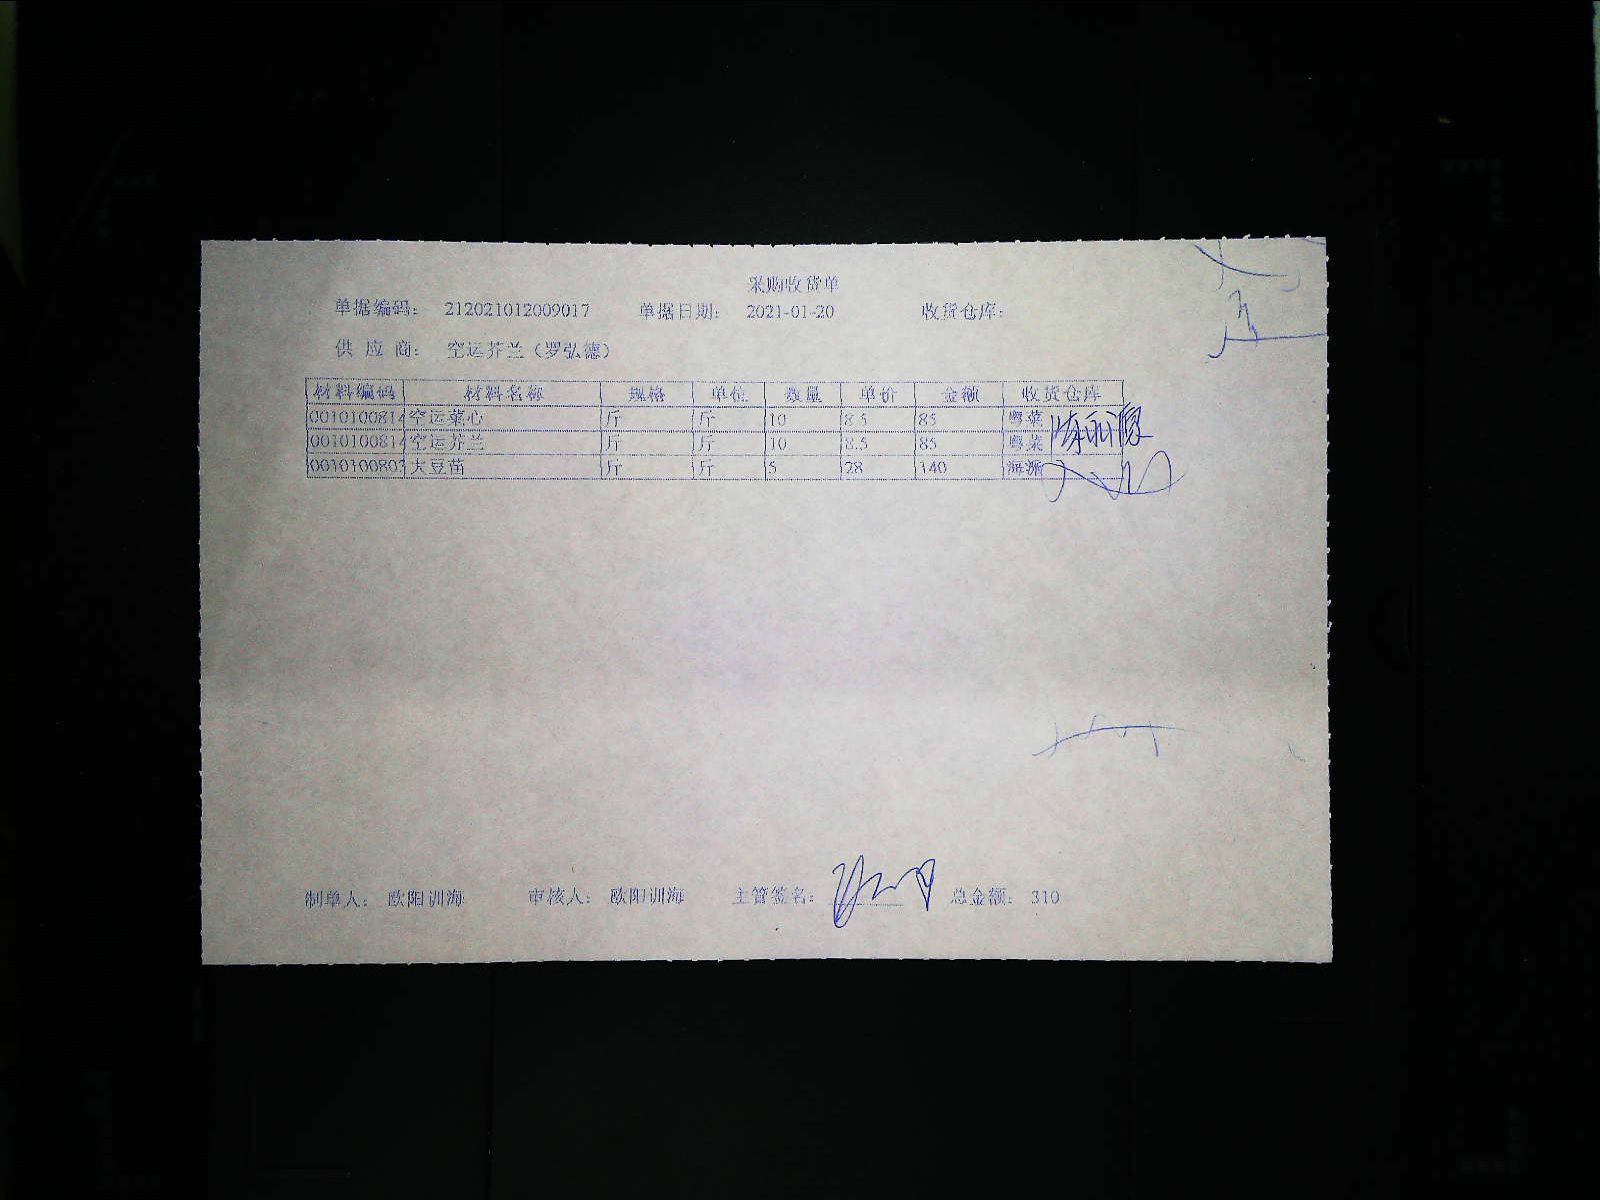 采购收货单
单据编码： 212021012009017 单据日期： 2021-01-20 收货仓库：
供 应 商： 空运芥兰（罗弘德）
材料编码 材料名称 规格 单位 数量 单价 金额 收货仓库
0010100814 空运菜心 斤 斤 10 8.5 85 粤菜
0010100814 空运芥兰 斤 斤 10 8.5 85 粤菜
0010100803 大豆苗 斤 斤 5 28 140 海派
制单人： 欧阳训海 审核人： 欧阳训海 主管签名： 总金额： 310